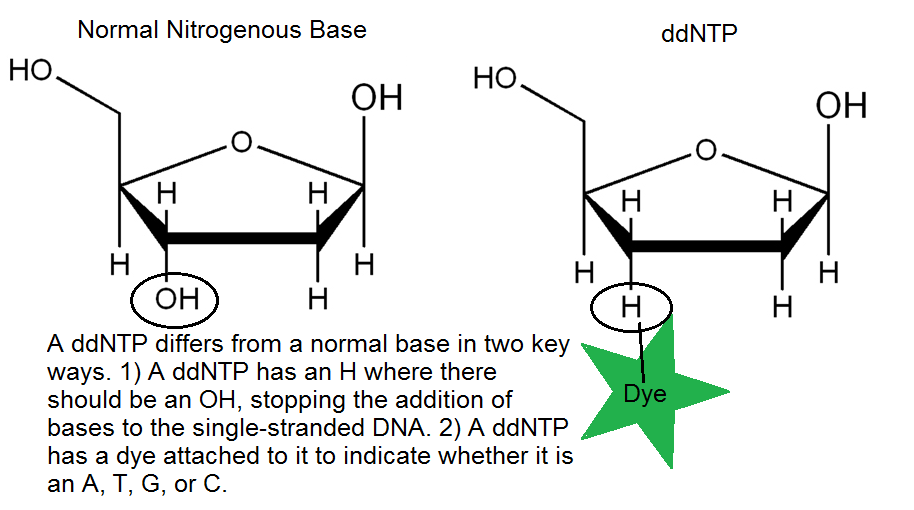 Normal Nitrogenous Base
ddNTP
HO
OH
O
H
H
H
H
OH
H
HO
OH
O
H
H
H
H
H
H
Dye
A ddNTP differs from a normal base in two key
ways. 1) A ddNTP has an H where there
should be an OH, stopping the addition of
bases to the single-stranded DNA. 2) A ddNTP
has a dye attached to it to indicate whether it is
an A, T, G, or C.